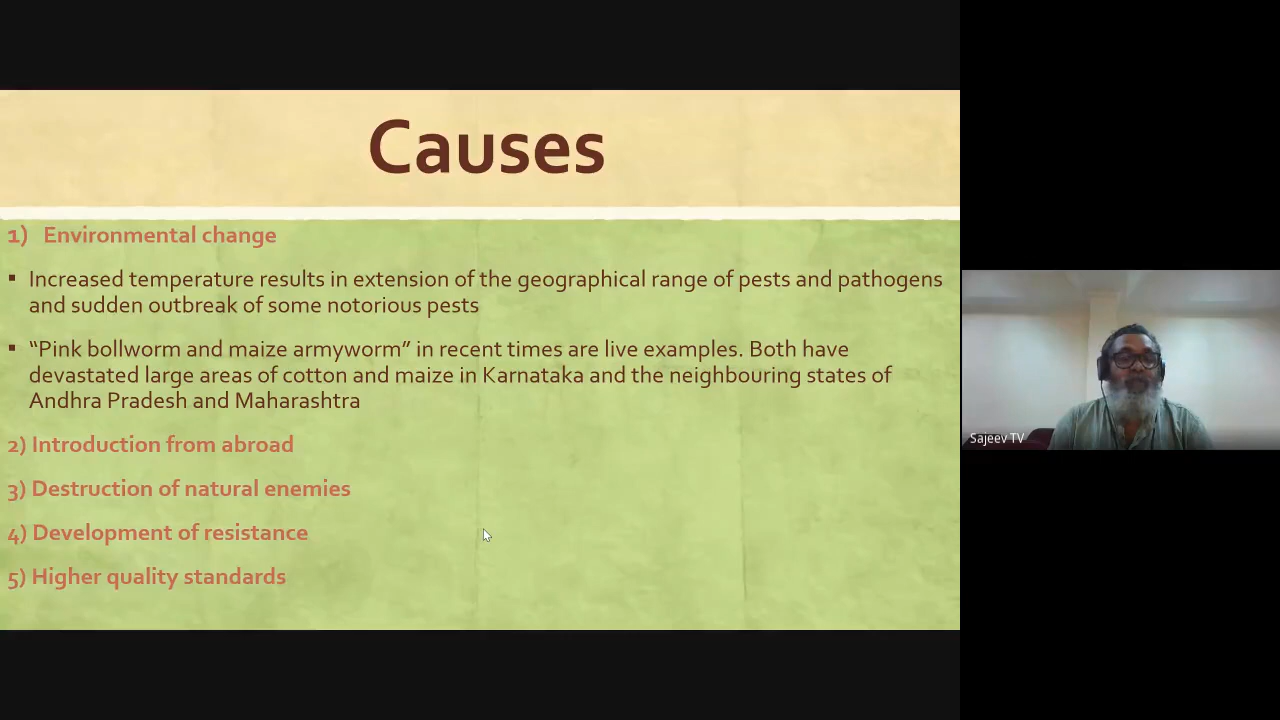 Causes
1) Environmental change
▪ Increased temperature results in extension of the geographical range of pests and pathogens
and sudden outbreak of some notorious pests
▪ “Pink bollworm and maize armyworm” in recent times are live examples. Both have
devastated large areas of cotton and maize in Karnataka and the neighbouring states of
Andhra Pradesh and Maharashtra
2) Introduction from abroad
3) Destruction of natural enemies
4) Development of resistance
5) Higher quality standards
Sajeev TV